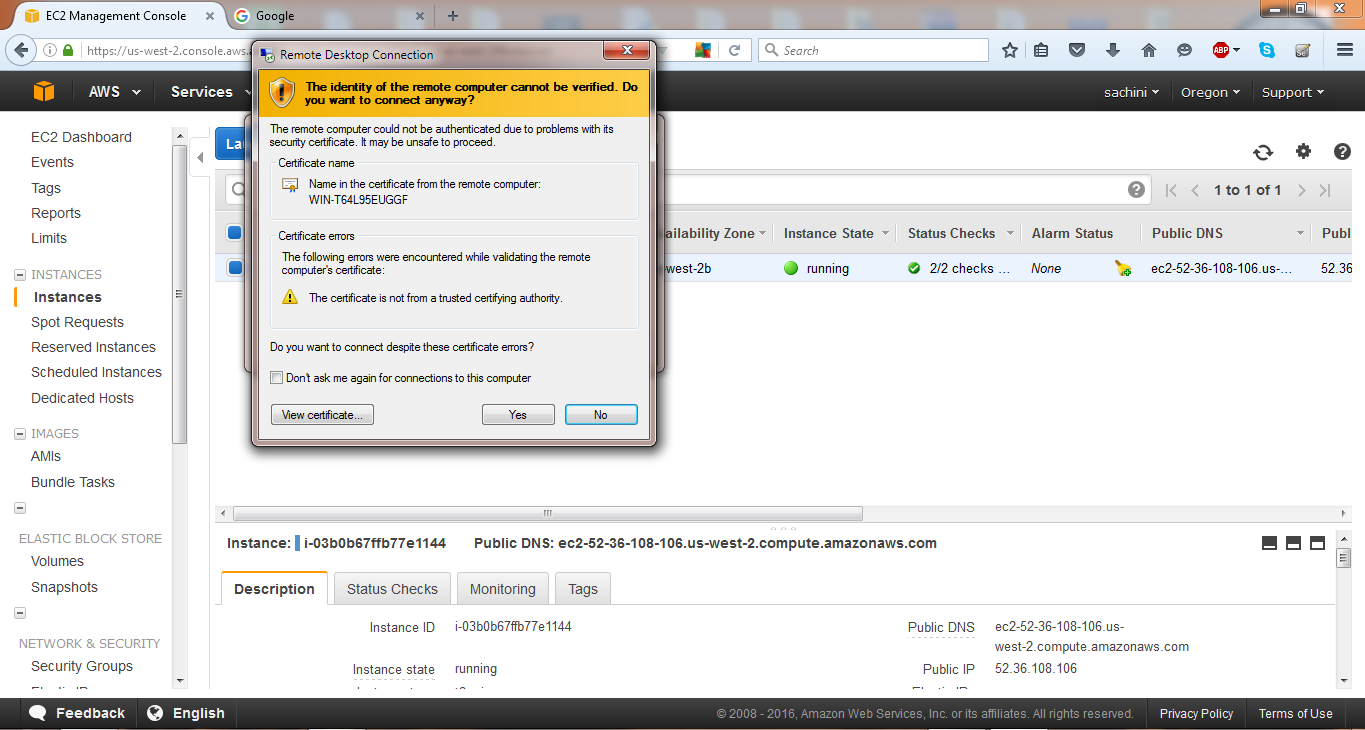 EC2 Management Console
Google
https://us-west-2.console.aws.a
Search
ABP
AWS
Services
sachini
Oregon
Support
Remote Desktop Connection
The identity of the remote computer cannot be verified. Do
you want to connect anyway?
The remote computer could not be authenticated due to problems with its
security certificate. It may be unsafe to proceed.
Certificate name
Name in the certificate from the remote computer:
WIN-T64L95EUGGF
Certificate errors
The following errors were encountered while validating the remote
computer's certificate:
The certificate is not from a trusted certifying authority.
Do you want to connect despite these certificate errors?
Don't ask me again for connections to this computer
View certificate...
Yes
No
EC2 Dashboard
Events
Tags
Reports
Limits
INSTANCES
Instances
Spot Requests
Reserved Instances
Scheduled Instances
Dedicated Hosts
IMAGES
AMIs
Bundle Tasks
ELASTIC BLOCK STORE
Volumes
Snapshots
NETWORK & SECURITY
Security Groups
La
1 to 1 of 1
ailability Zone
Instance State
Status Checks
Alarm Status
Public DNS
Publ
-west-2b
running
2/2 checks ...
None
ec2-52-36-108-106.us-...
52.36
Instance: i-03b0b67ffb77e1144 Public DNS: ec2-52-36-108-106.us-west-2.compute.amazonaws.com
Description
Status Checks
Monitoring
Tags
Instance ID i-03b0b67ffb77e1144
Public DNS ec2-52-36-108-106.us-
west-2.compute.amazonaws.com
Instance state running
Public IP 52.36.108.106
Feedback
English
© 2008 - 2016, Amazon Web Services, Inc. or its affiliates. All rights reserved.
Privacy Policy
Terms of Use